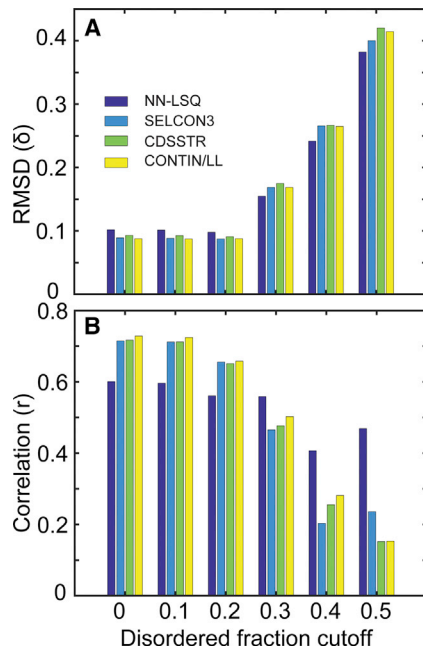 A
0.4
0.3
0.2
0.1
0
RMSD (δ)
NN-LSQ
SELCON3
CDSSTR
CONTIN/LL
B
0.8
0.6
0.4
0.2
0
Correlation (r)
0 0.1 0.2 0.3 0.4 0.5
Disordered fraction cutoff